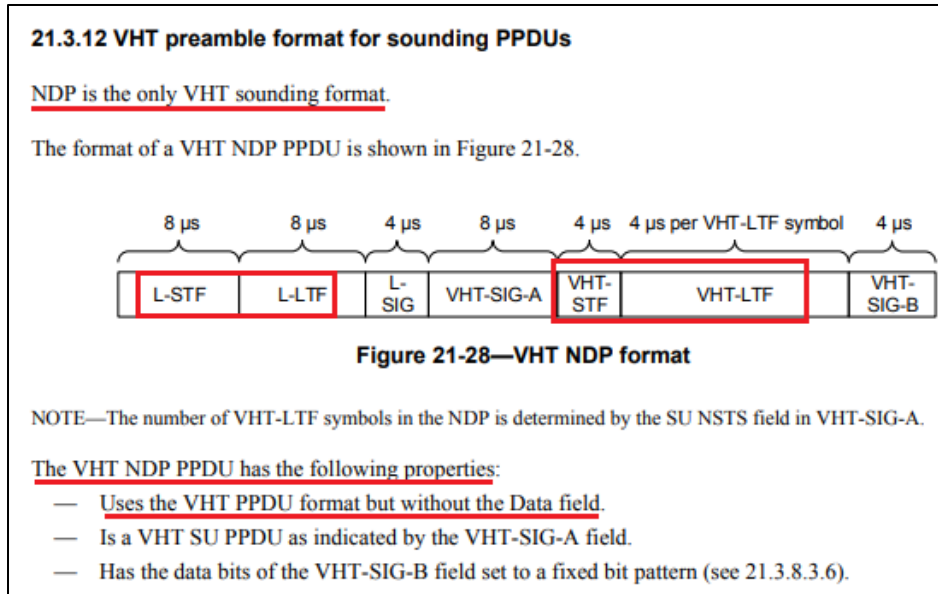 21.3.12 VHT preamble format for sounding PPDUs
NDP is the only VHT sounding format.
The format of a VHT NDP PPDU is shown in Figure 21-28.
8 µs 8 µs 4 µs 8 µs 4 µs 4 µs per VHT-LTF symbol 4 µs
L-STF L-LTF L-SIG VHT-SIG-A VHT-STF VHT-LTF VHT-SIG-B
Figure 21-28—VHT NDP format
NOTE—The number of VHT-LTF symbols in the NDP is determined by the SU NSTS field in VHT-SIG-A.
The VHT NDP PPDU has the following properties:
— Uses the VHT PPDU format but without the Data field.
— Is a VHT SU PPDU as indicated by the VHT-SIG-A field.
— Has the data bits of the VHT-SIG-B field set to a fixed bit pattern (see 21.3.8.3.6).